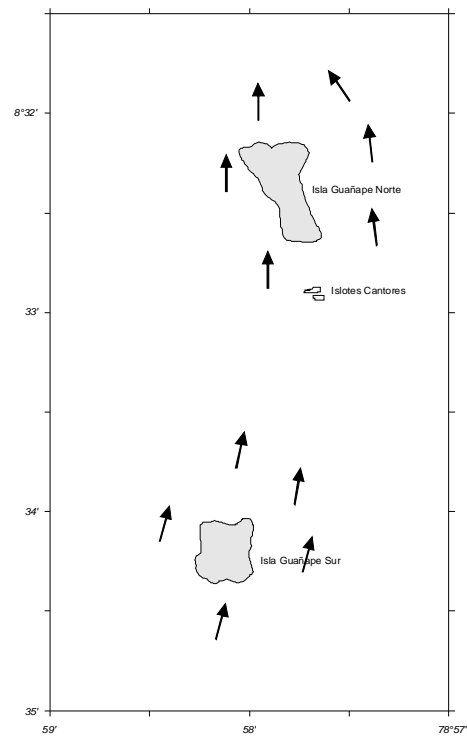 8°32'
Isla Guañape Norte
Islotes Cantores
33'
34'
Isla Guañape Sur
35'
59'
58'
78°57'